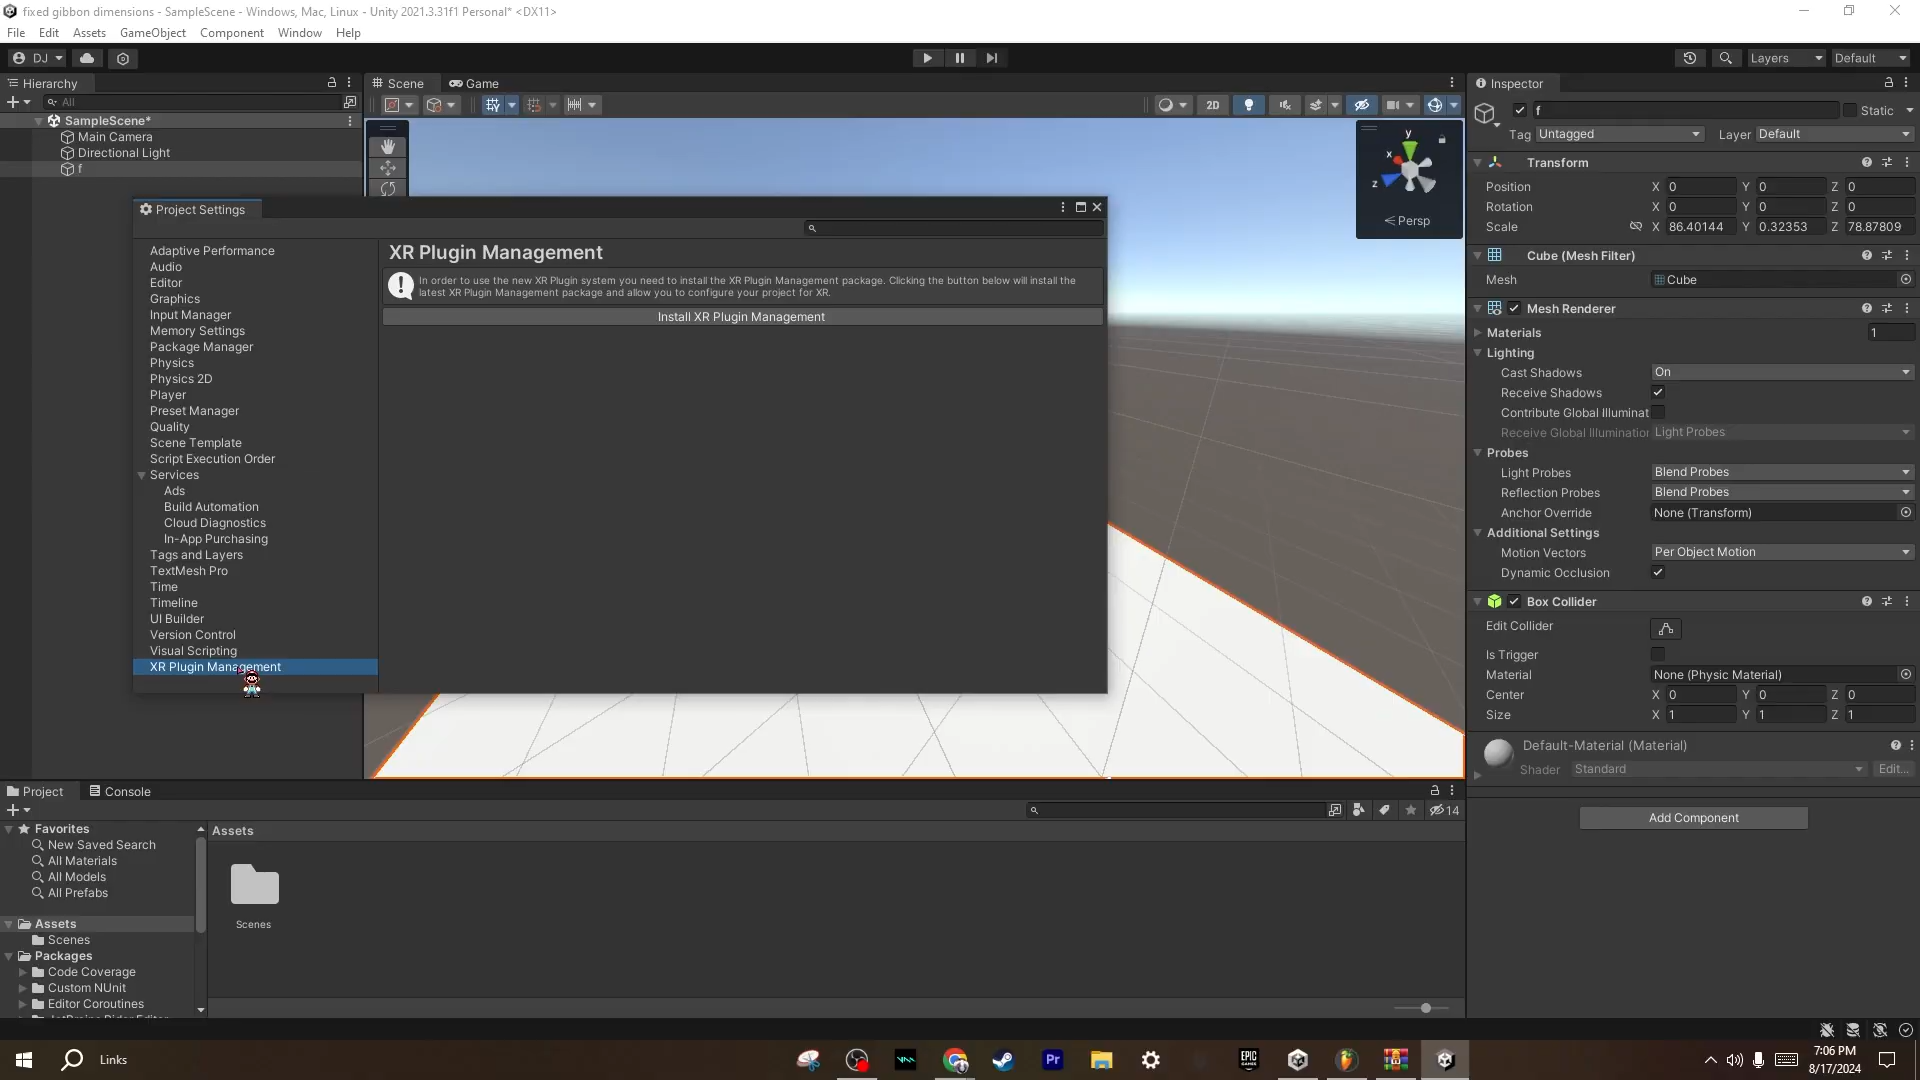 fixed gibbon dimensions - SampleScene - Windows, Mac, Linux - Unity 2021.3.31f1 Personal* <DX11>
File Edit Assets GameObject Component Window Help
DJ
Layers
Default
Hierarchy
All
SampleScene*
Main Camera
Directional Light
f
Scene
Game
2D
y
x
z
Persp
Project Settings
Adaptive Performance
Audio
Editor
Graphics
Input Manager
Memory Settings
Package Manager
Physics
Physics 2D
Player
Preset Manager
Quality
Scene Template
Script Execution Order
Services
Ads
Build Automation
Cloud Diagnostics
In-App Purchasing
Tags and Layers
TextMesh Pro
Time
Timeline
UI Builder
Version Control
Visual Scripting
XR Plugin Management
XR Plugin Management
In order to use the new XR Plugin system you need to install the XR Plugin Management package. Clicking the button below will install the
latest XR Plugin Management package and allow you to configure your project for XR.
Install XR Plugin Management
Inspector
f
Static
Tag Untagged Layer Default
Transform
Position X 0 Y 0 Z 0
Rotation X 0 Y 0 Z 0
Scale X 86.40144 Y 0.32353 Z 78.87809
Cube (Mesh Filter)
Mesh Cube
Mesh Renderer
Materials 1
Lighting
Cast Shadows On
Receive Shadows
Contribute Global Illuminat
Receive Global Illumination Light Probes
Probes
Light Probes Blend Probes
Reflection Probes Blend Probes
Anchor Override None (Transform)
Additional Settings
Motion Vectors Per Object Motion
Dynamic Occlusion
Box Collider
Edit Collider
Is Trigger
Material None (Physic Material)
Center X 0 Y 0 Z 0
Size X 1 Y 1 Z 1
Default-Material (Material)
Shader Standard Edit...
Add Component
Project
Console
14
Favorites
New Saved Search
All Materials
All Models
All Prefabs
Assets
Scenes
Packages
Code Coverage
Custom NUnit
Editor Coroutines
Assets
Scenes
Links
Pr
EPIC
GAMES
7:06 PM
8/17/2024